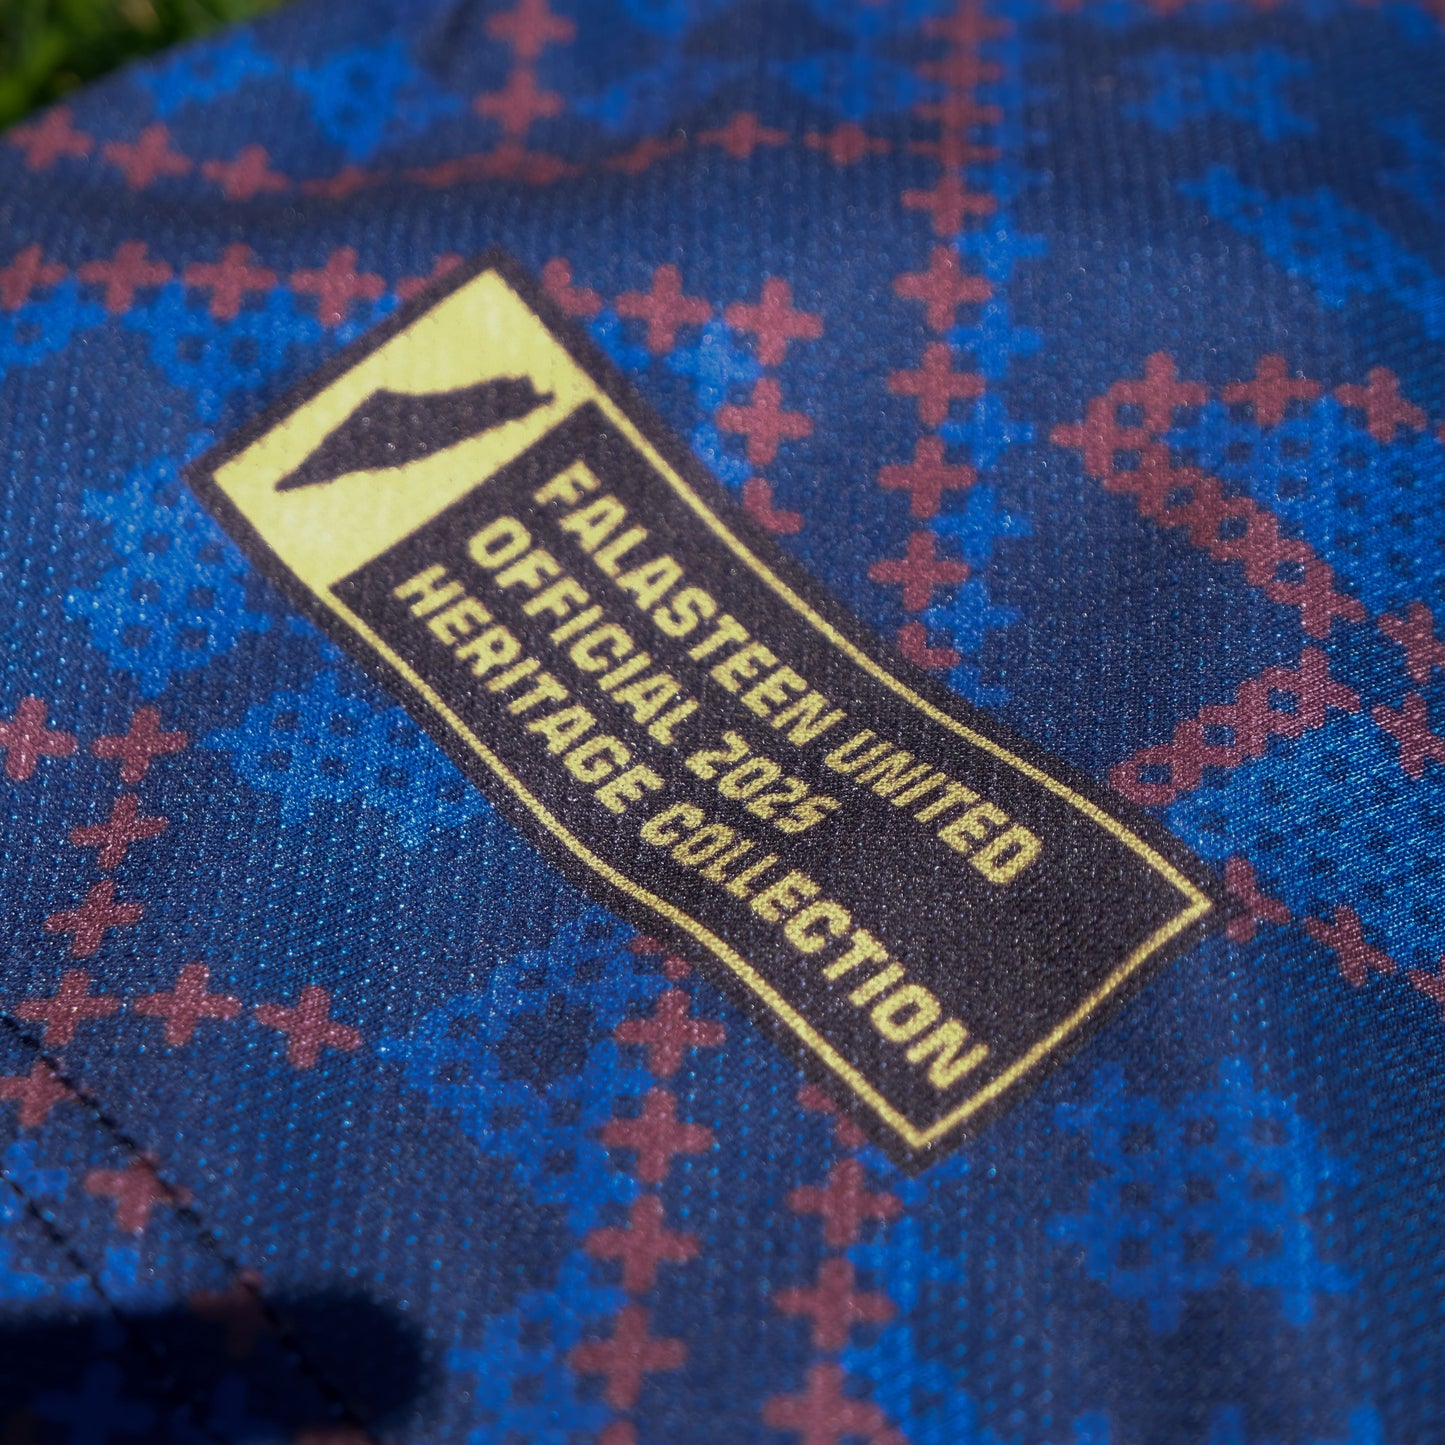 FALASTEEN UNITED
OFFICIAL 2025
HERITAGE COLLECTION